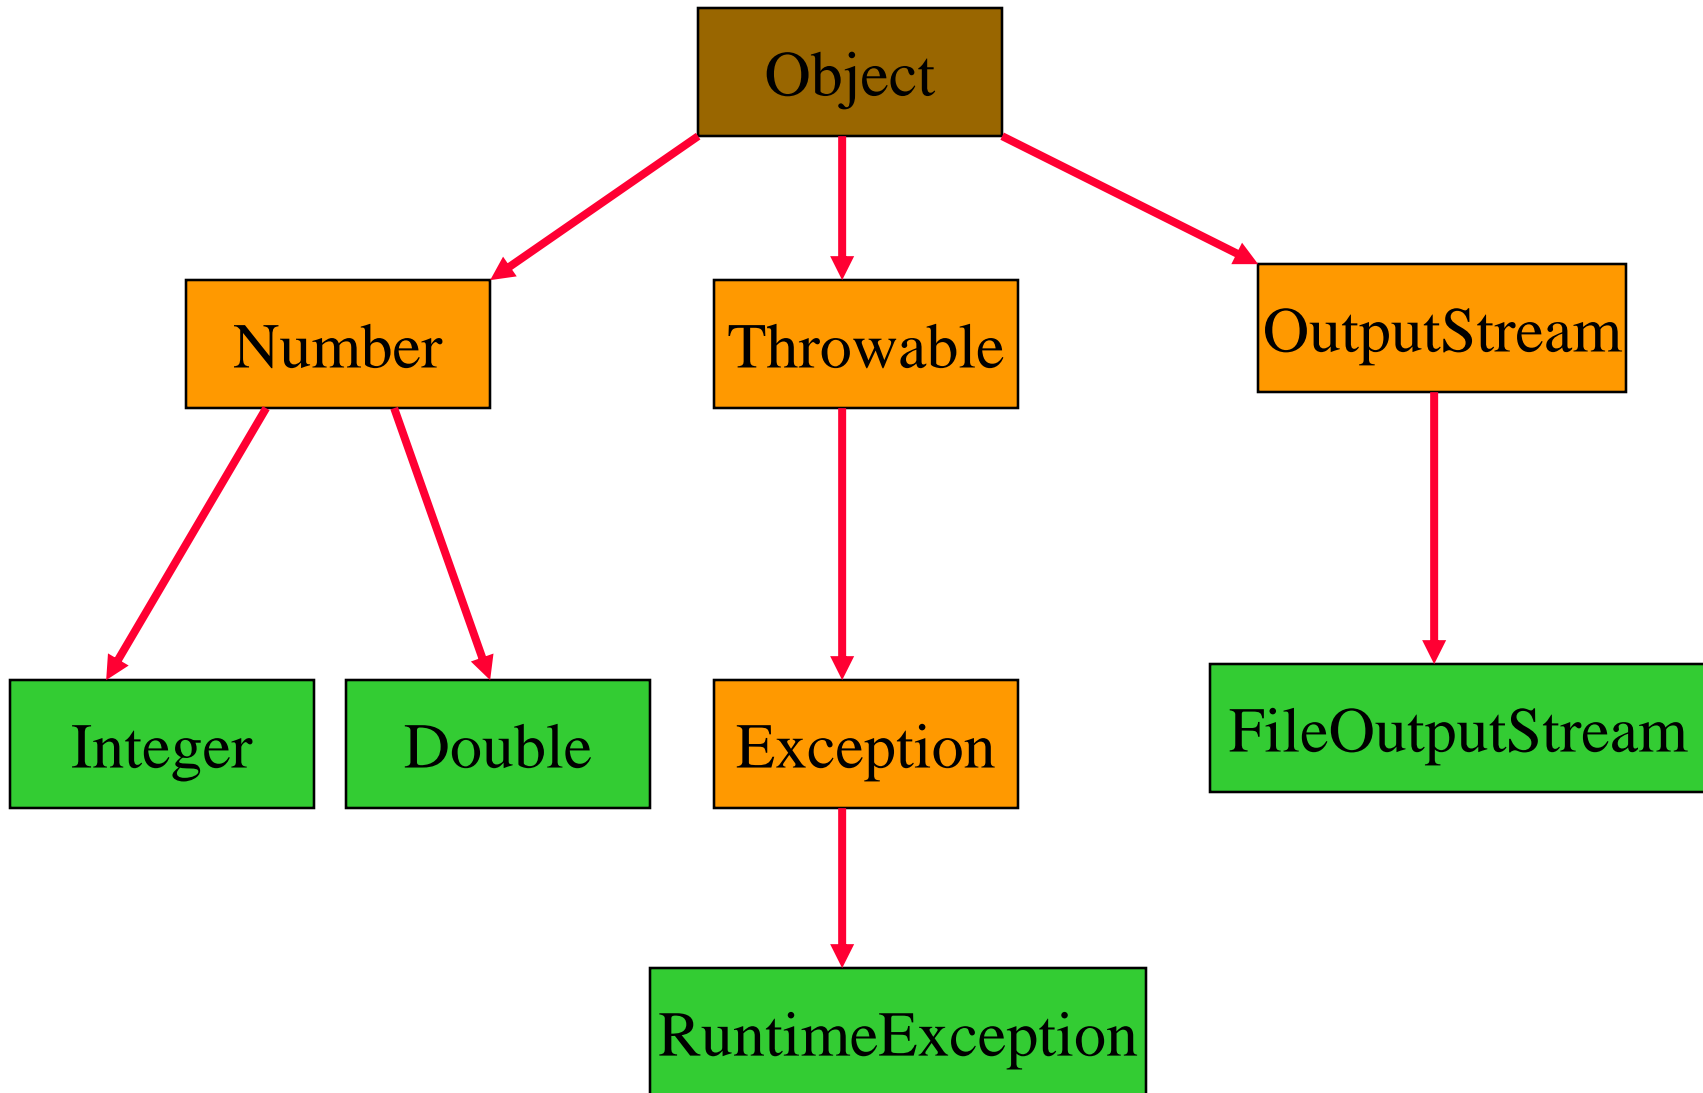 Object
Number
Throwable
OutputStream
Integer
Double
Exception
FileOutputStream
RuntimeException